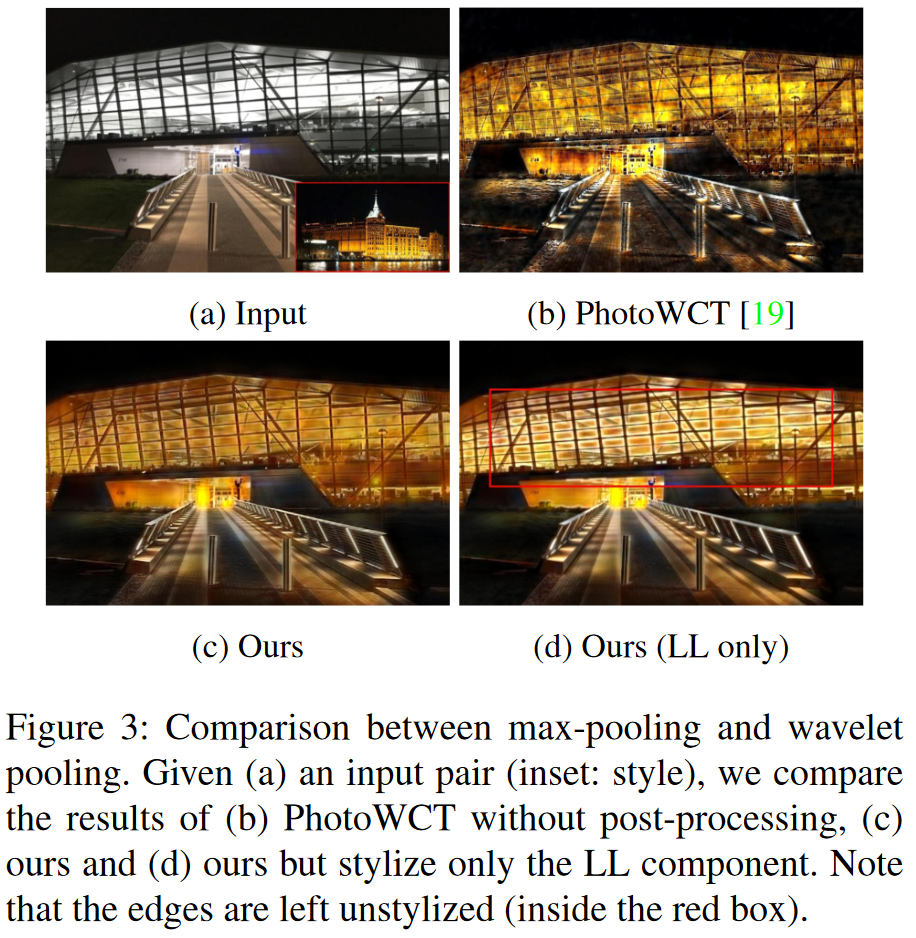 (a) Input
(b) PhotoWCT [19]
(c) Ours
(d) Ours (LL only)
Figure 3: Comparison between max-pooling and wavelet
pooling. Given (a) an input pair (inset: style), we compare
the results of (b) PhotoWCT without post-processing, (c)
ours and (d) ours but stylize only the LL component. Note
that the edges are left unstylized (inside the red box).